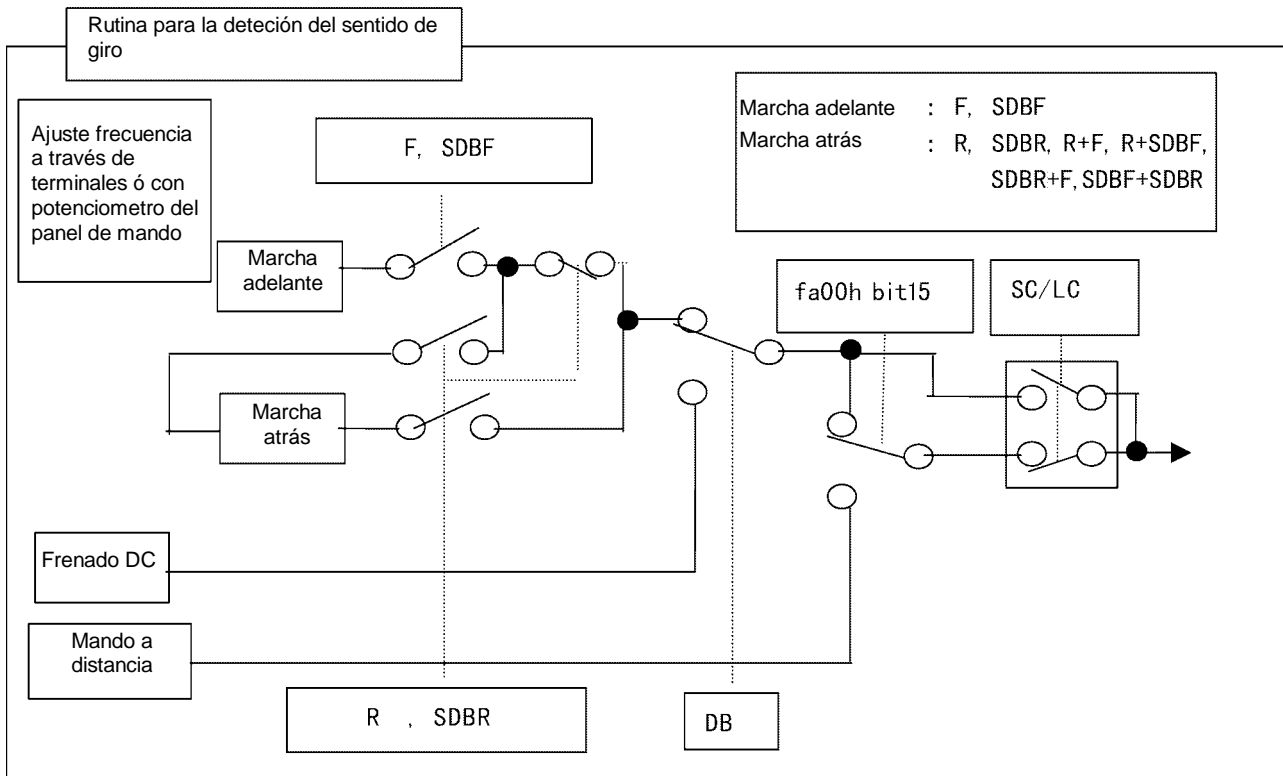 Rutina para la deteción del sentido de
giro
Ajuste frecuencia
a través de
terminales ó con
potenciometro del
panel de mando
F, SDBF
Marcha adelante : F, SDBF
Marcha atrás : R, SDBR, R+F, R+SDBF,
SDBR+F, SDBF+SDBR
Marcha
adelante
fa00h bit15
SC/LC
Marcha
atrás
Frenado DC
Mando a
distancia
R , SDBR
DB